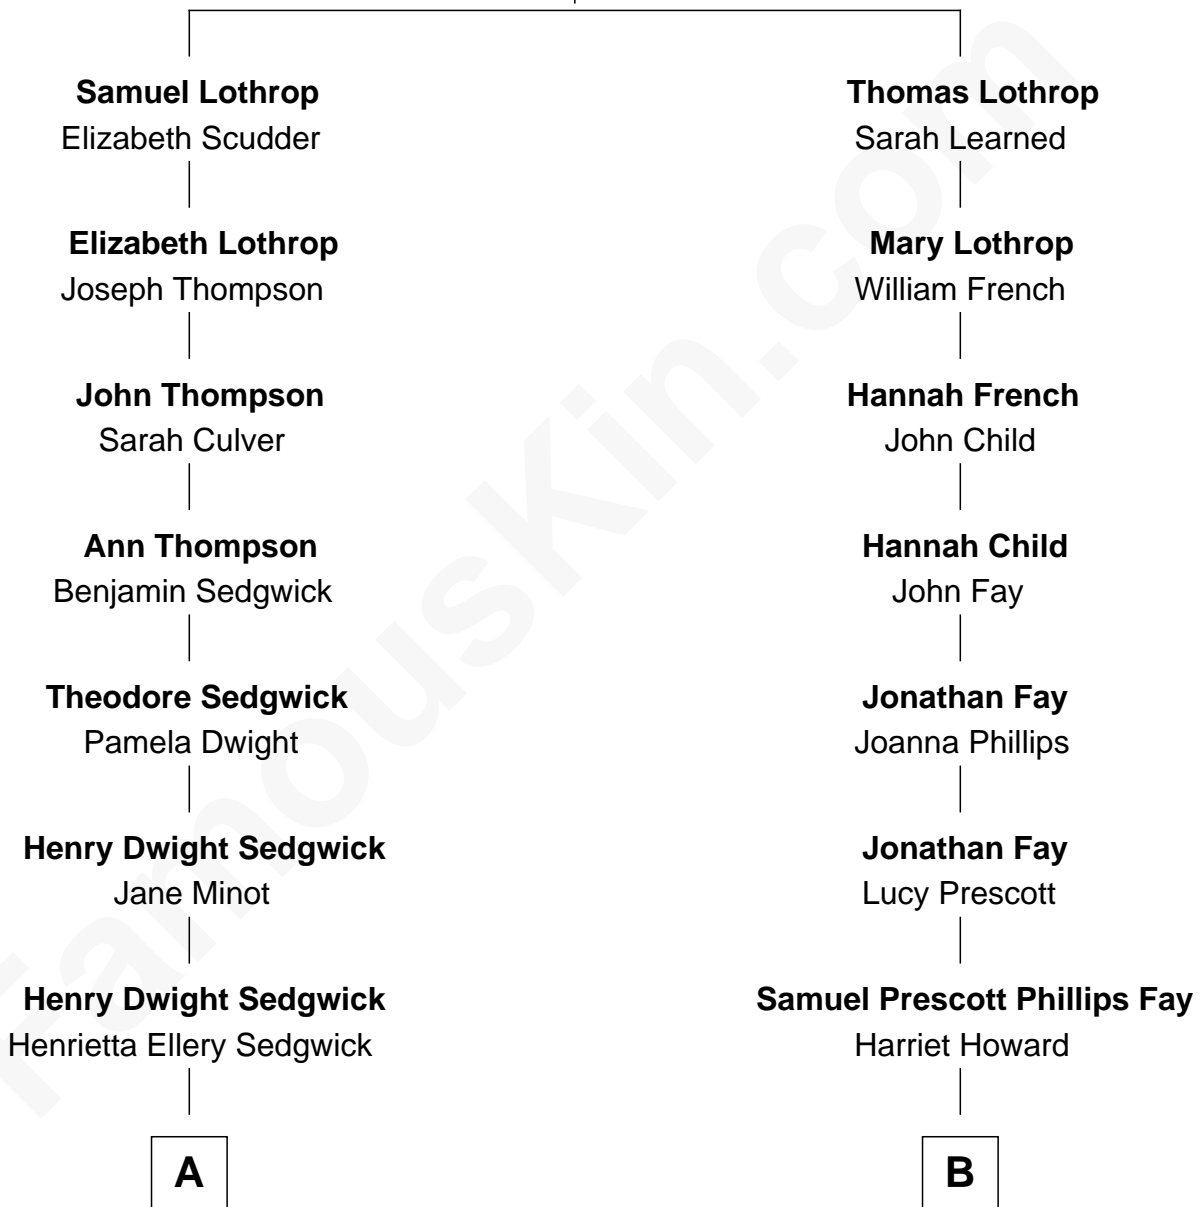 Samuel Lothrop
Elizabeth Scudder
Elizabeth Lothrop
Joseph Thompson
John Thompson
Sarah Culver
Ann Thompson
Benjamin Sedgwick
Theodore Sedgwick
Pamela Dwight
Henry Dwight Sedgwick
Jane Minot
Henry Dwight Sedgwick
Henrietta Ellery Sedgwick
A
Thomas Lothrop
Sarah Learned
Mary Lothrop
William French
Hannah French
John Child
Hannah Child
John Fay
Jonathan Fay
Joanna Phillips
Jonathan Fay
Lucy Prescott
Samuel Prescott Phillips Fay
Harriet Howard
B
FamousKin.com